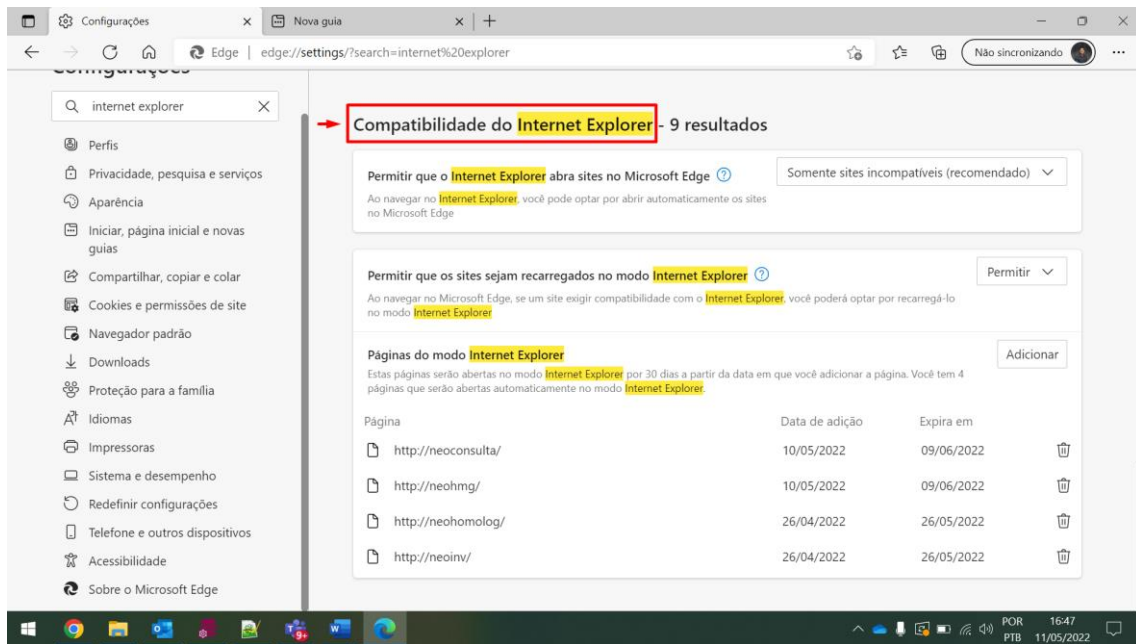 Configurações
Nova guia
Edge | edge://settings/?search=internet%20explorer
Não sincronizando
Configurações
internet explorer
Perfis
Privacidade, pesquisa e serviços
Aparência
Iniciar, página inicial e novas
guias
Compartilhar, copiar e colar
Cookies e permissões de site
Navegador padrão
Downloads
Proteção para a família
Idiomas
Impressoras
Sistema e desempenho
Redefinir configurações
Telefone e outros dispositivos
Acessibilidade
Sobre o Microsoft Edge
Compatibilidade do Internet Explorer - 9 resultados
Permitir que o Internet Explorer abra sites no Microsoft Edge
Somente sites incompatíveis (recomendado)
Ao navegar no Internet Explorer, você pode optar por abrir automaticamente os sites
no Microsoft Edge
Permitir que os sites sejam recarregados no modo Internet Explorer
Permitir
Ao navegar no Microsoft Edge, se um site exigir compatibilidade com o Internet Explorer, você poderá optar por recarregá-lo
no modo Internet Explorer
Páginas do modo Internet Explorer
Adicionar
Estas páginas serão abertas no modo Internet Explorer por 30 dias a partir da data em que você adicionar a página. Você tem 4
páginas que serão abertas automaticamente no modo Internet Explorer.
Página Data de adição Expira em
http://neoconsulta/ 10/05/2022 09/06/2022
http://neohmg/ 10/05/2022 09/06/2022
http://neohomolog/ 26/04/2022 26/05/2022
http://neoinv/ 26/04/2022 26/05/2022
9+
POR 16:47
PTB 11/05/2022